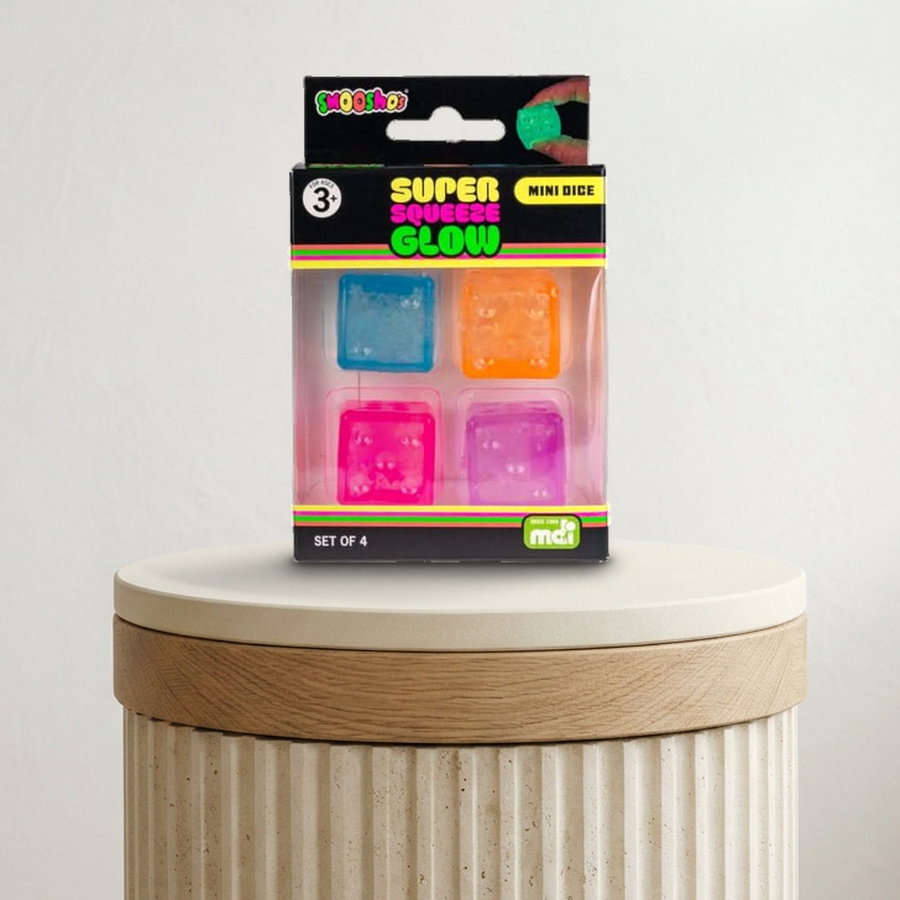 SMOOSHO'S®
FOR AGES
3+
SUPER
SQUEEZE
GLOW
MINI DICE
SET OF 4
mdi